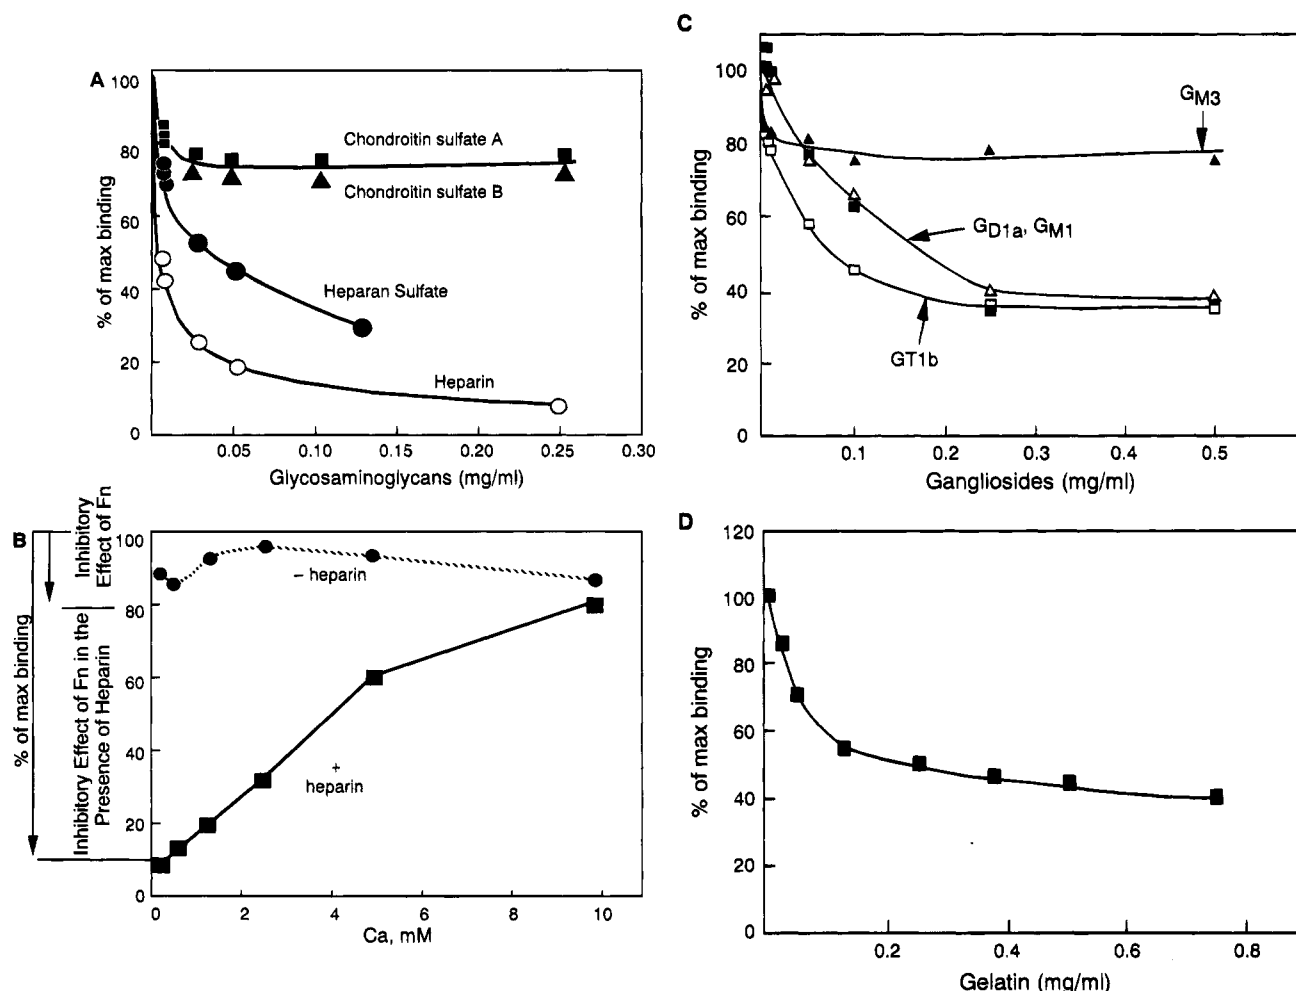 A
% of max binding
100
80
60
40
20
0
Chondroitin sulfate A
Chondroitin sulfate B
Heparan Sulfate
Heparin
0.05 0.10 0.15 0.20 0.25 0.30
Glycosaminoglycans (mg/ml)
B
% of max binding
Inhibitory
Effect of Fn
Inhibitory Effect of Fn in the
Presence of Heparin
100
80
60
40
20
0
– heparin
+
heparin
0 2 4 6 8 10
Ca, mM
C
% of max binding
100
80
60
40
20
0
GM3
GD1a, GM1
GT1b
0.1 0.2 0.3 0.4 0.5
Gangliosides (mg/ml)
D
% of max binding
120
100
80
60
40
20
0
0.2 0.4 0.6 0.8
Gelatin (mg/ml)